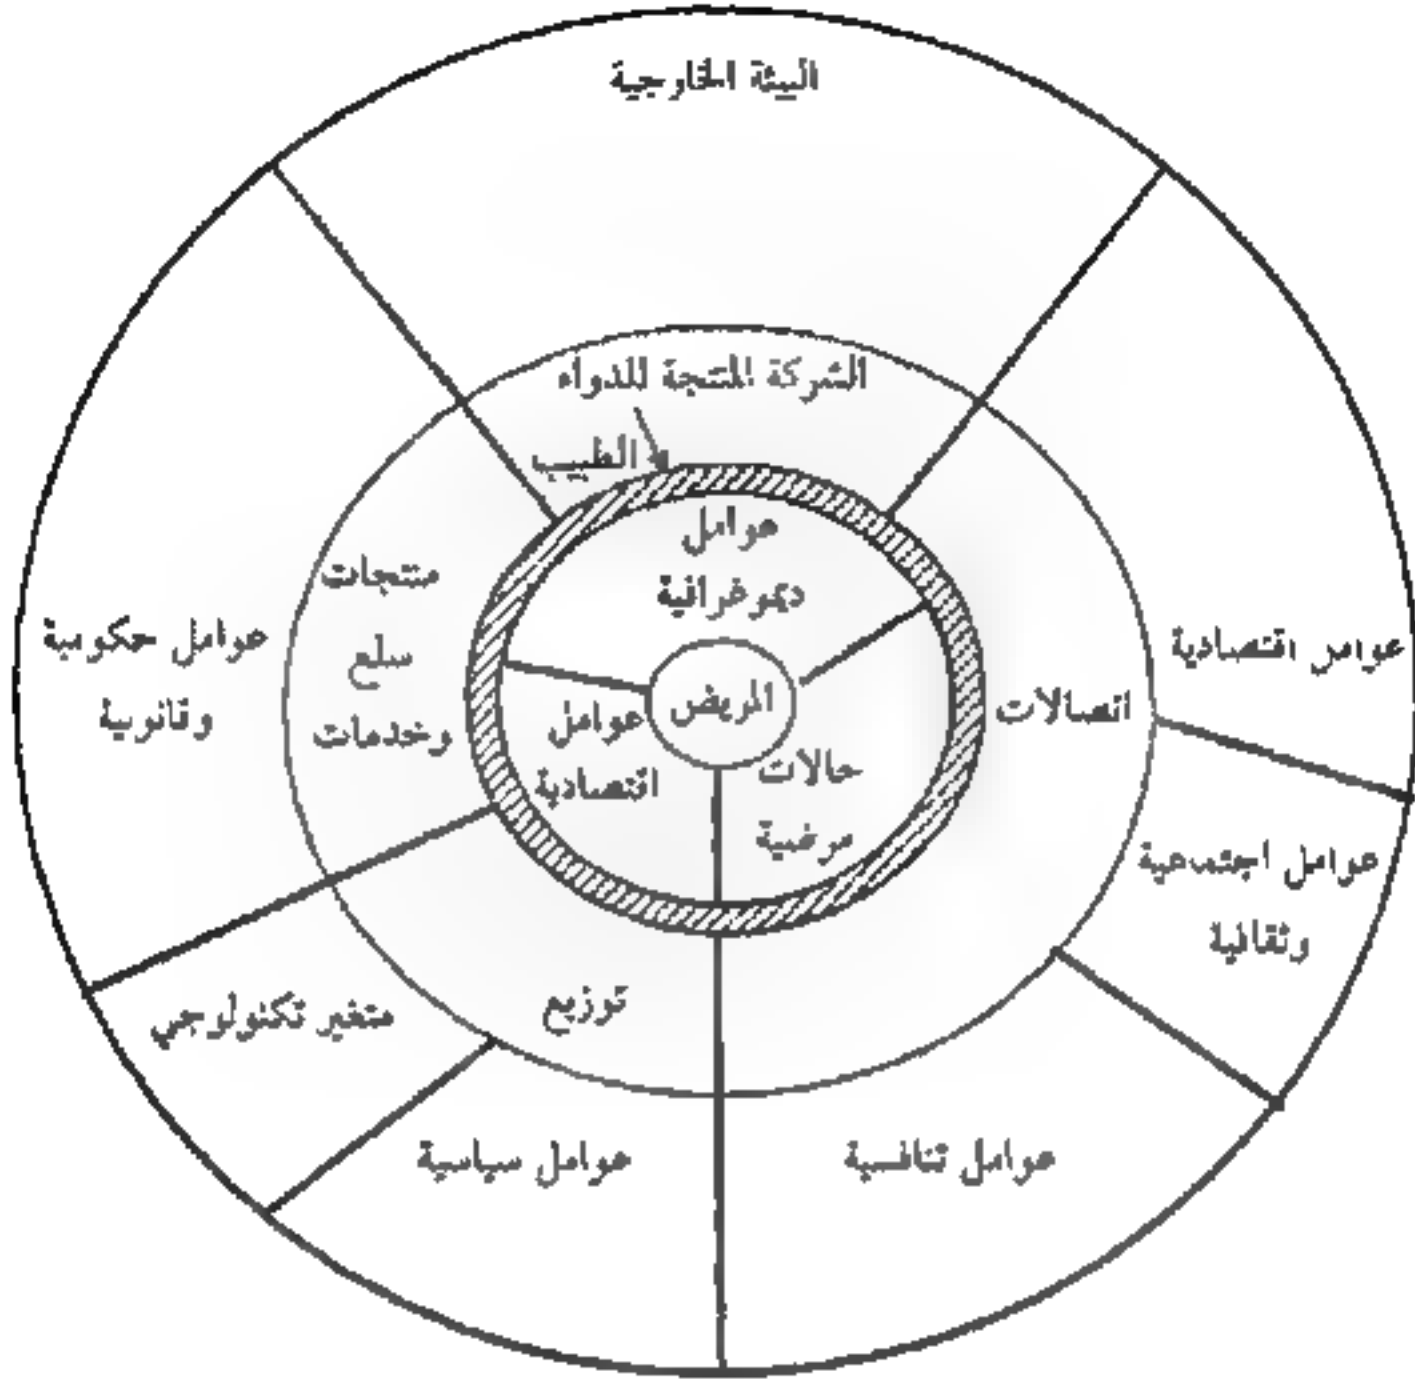 البيئة الخارجية
الشركة المنتجة للدواء
الطبيب
عوامل
ديموغرافية
المريض
عوامل
اقتصادية
حالات
مرضية
منتجات
سلع
وخدمات
اتصالات
توزيع
عوامل حكومية
وقانونية
عوامل اقتصادية
عوامل اجتماعية
وثقافية
متغير تكنولوجي
عوامل سياسية
عوامل تنافسية